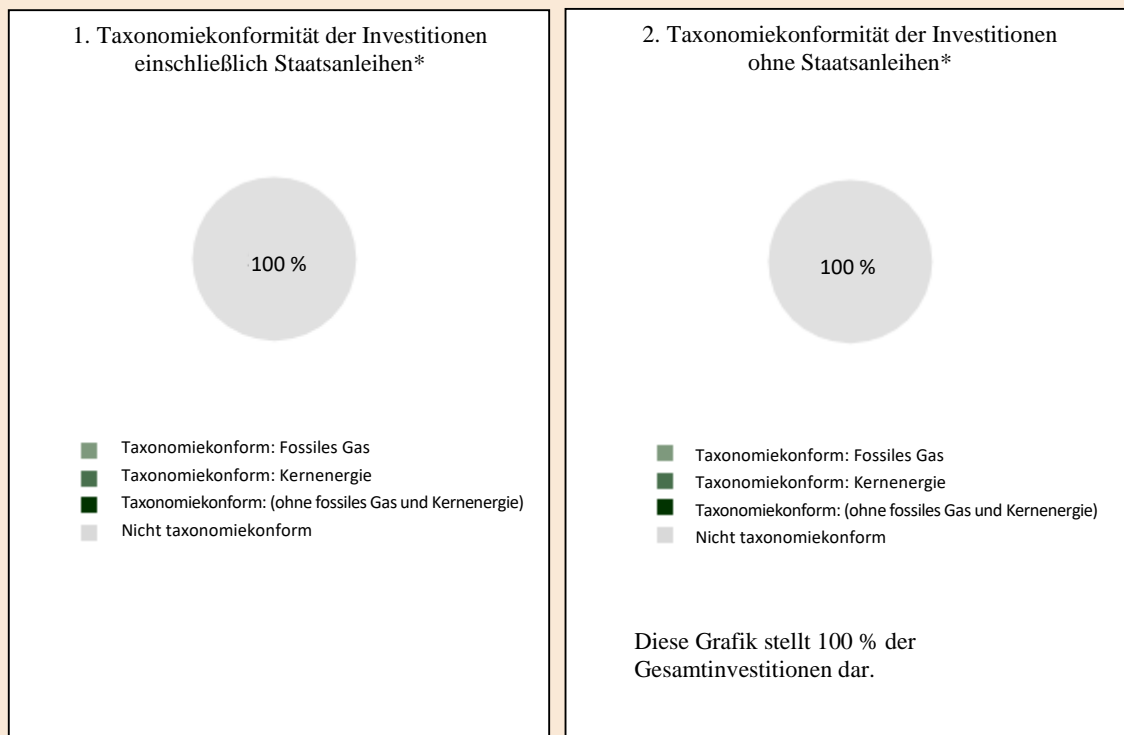 1. Taxonomiekonformität der Investitionen
einschließlich Staatsanleihen*
100 %
Taxonomiekonform: Fossiles Gas
Taxonomiekonform: Kernenergie
Taxonomiekonform: (ohne fossiles Gas und Kernenergie)
Nicht taxonomiekonform
2. Taxonomiekonformität der Investitionen
ohne Staatsanleihen*
100 %
Taxonomiekonform: Fossiles Gas
Taxonomiekonform: Kernenergie
Taxonomiekonform: (ohne fossiles Gas und Kernenergie)
Nicht taxonomiekonform
Diese Grafik stellt 100 % der
Gesamtinvestitionen dar.